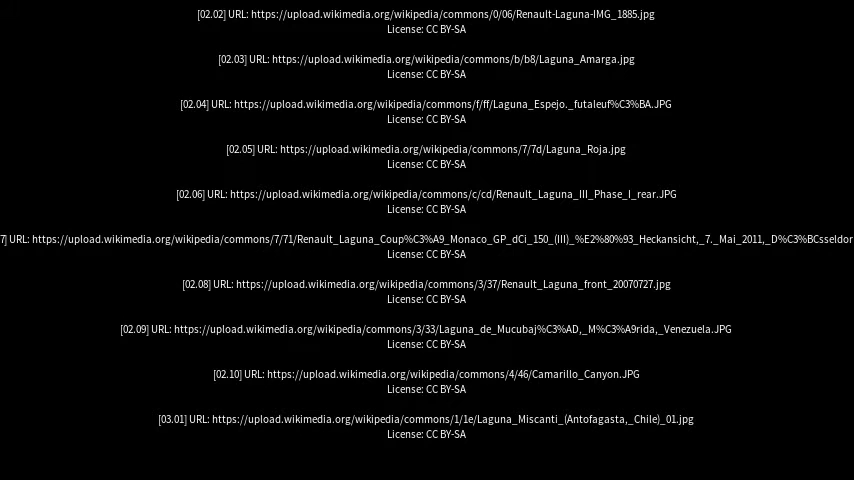 [02.02] URL: https://upload.wikimedia.org/wikipedia/commons/0/06/Renault-Laguna-IMG_1885.jpg
License: CC BY-SA
[02.03] URL: https://upload.wikimedia.org/wikipedia/commons/b/b8/Laguna_Amarga.jpg
License: CC BY-SA
[02.04] URL: https://upload.wikimedia.org/wikipedia/commons/f/ff/Laguna_Espejo._futaleuf%C3%BA.JPG
License: CC BY-SA
[02.05] URL: https://upload.wikimedia.org/wikipedia/commons/7/7d/Laguna_Roja.jpg
License: CC BY-SA
[02.06] URL: https://upload.wikimedia.org/wikipedia/commons/c/cd/Renault_Laguna_III_Phase_I_rear.JPG
License: CC BY-SA
7] URL: https://upload.wikimedia.org/wikipedia/commons/7/71/Renault_Laguna_Coup%C3%A9_Monaco_GP_dCi_150_(III)_%E2%80%93_Heckansicht,_7._Mai_2011,_D%C3%BCsseldor
License: CC BY-SA
[02.08] URL: https://upload.wikimedia.org/wikipedia/commons/3/37/Renault_Laguna_front_20070727.jpg
License: CC BY-SA
[02.09] URL: https://upload.wikimedia.org/wikipedia/commons/3/33/Laguna_de_Mucubaj%C3%AD,_M%C3%A9rida,_Venezuela.JPG
License: CC BY-SA
[02.10] URL: https://upload.wikimedia.org/wikipedia/commons/4/46/Camarillo_Canyon.JPG
License: CC BY-SA
[03.01] URL: https://upload.wikimedia.org/wikipedia/commons/1/1e/Laguna_Miscanti_(Antofagasta,_Chile)_01.jpg
License: CC BY-SA